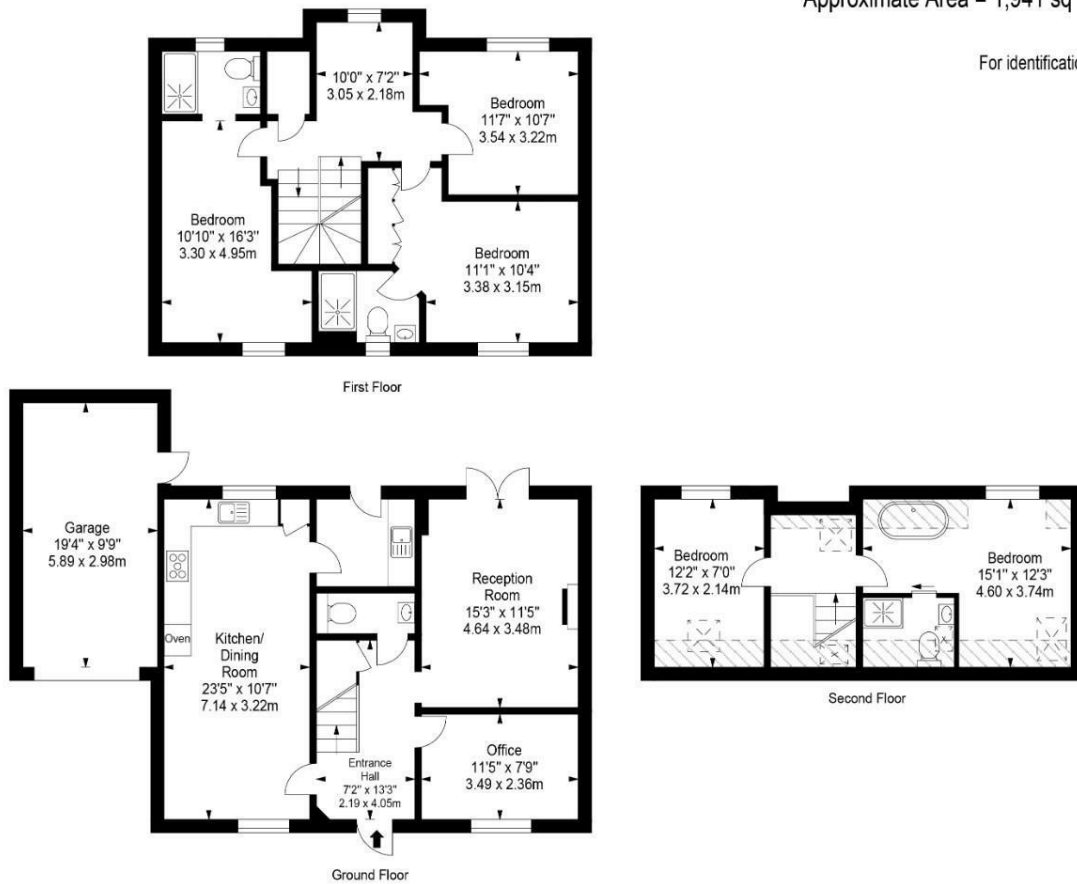 Approximate Area = 1,941 sq
For identificatio
10'0" x 7'2"
3.05 x 2.18m
Bedroom
11'7" x 10'7"
3.54 x 3.22m
Bedroom
10'10" x 16'3"
3.30 x 4.95m
Bedroom
11'1" x 10'4"
3.38 x 3.15m
First Floor
Garage
19'4" x 9'9"
5.89 x 2.98m
Oven
Kitchen/
Dining
Room
23'5" x 10'7"
7.14 x 3.22m
Reception
Room
15'3" x 11'5"
4.64 x 3.48m
Entrance
Hall
7'2" x 13'3"
2.19 x 4.05m
Office
11'5" x 7'9"
3.49 x 2.36m
Ground Floor
Bedroom
12'2" x 7'0"
3.72 x 2.14m
Bedroom
15'1" x 12'3"
4.60 x 3.74m
Second Floor